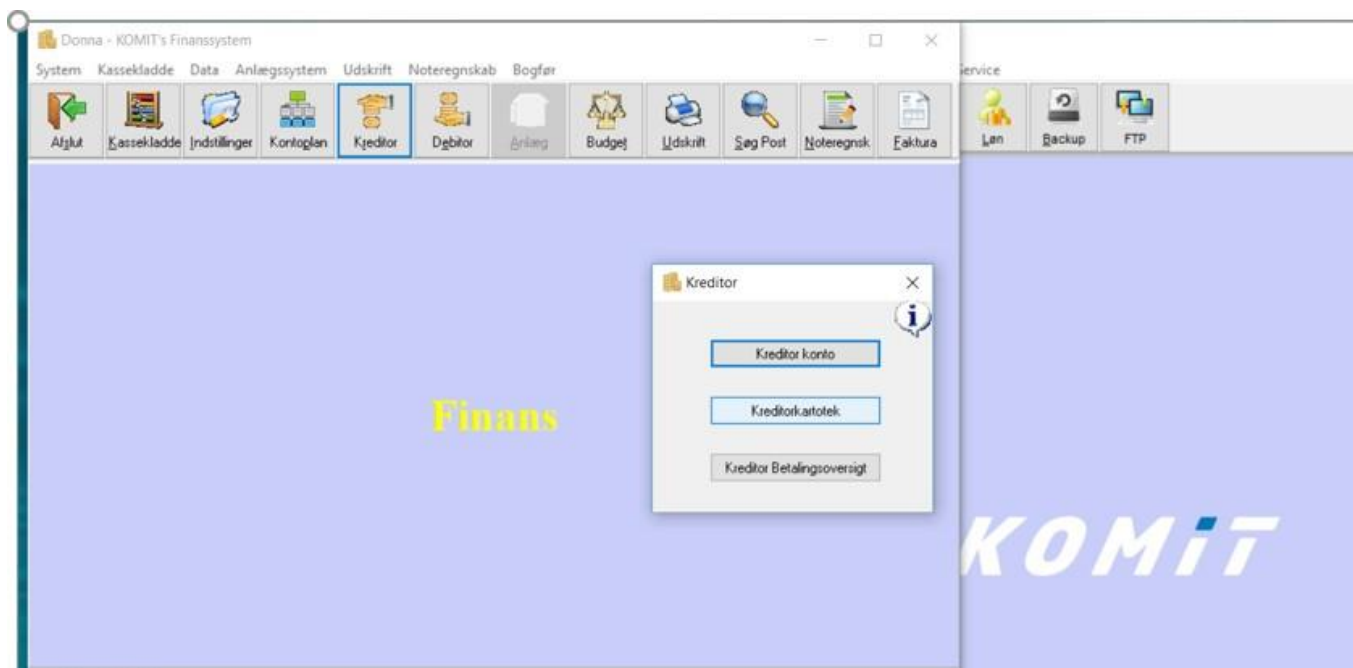 Donna - KOMIT's Finanssystem
System Kassekladde Data Anlægssystem Udskrift Noteregnskab Bogfør
Service
Afslut Kassekladde Indstillinger Kontoplan Kreditor Debitor Anlæg Budget Udskrift Søg Post Noteregnsk. Faktura
Løn Backup FTP
Kreditor
Kreditor konto
Kreditorkartotek
Kreditor Betalingsoversigt
Finans
KOMiT